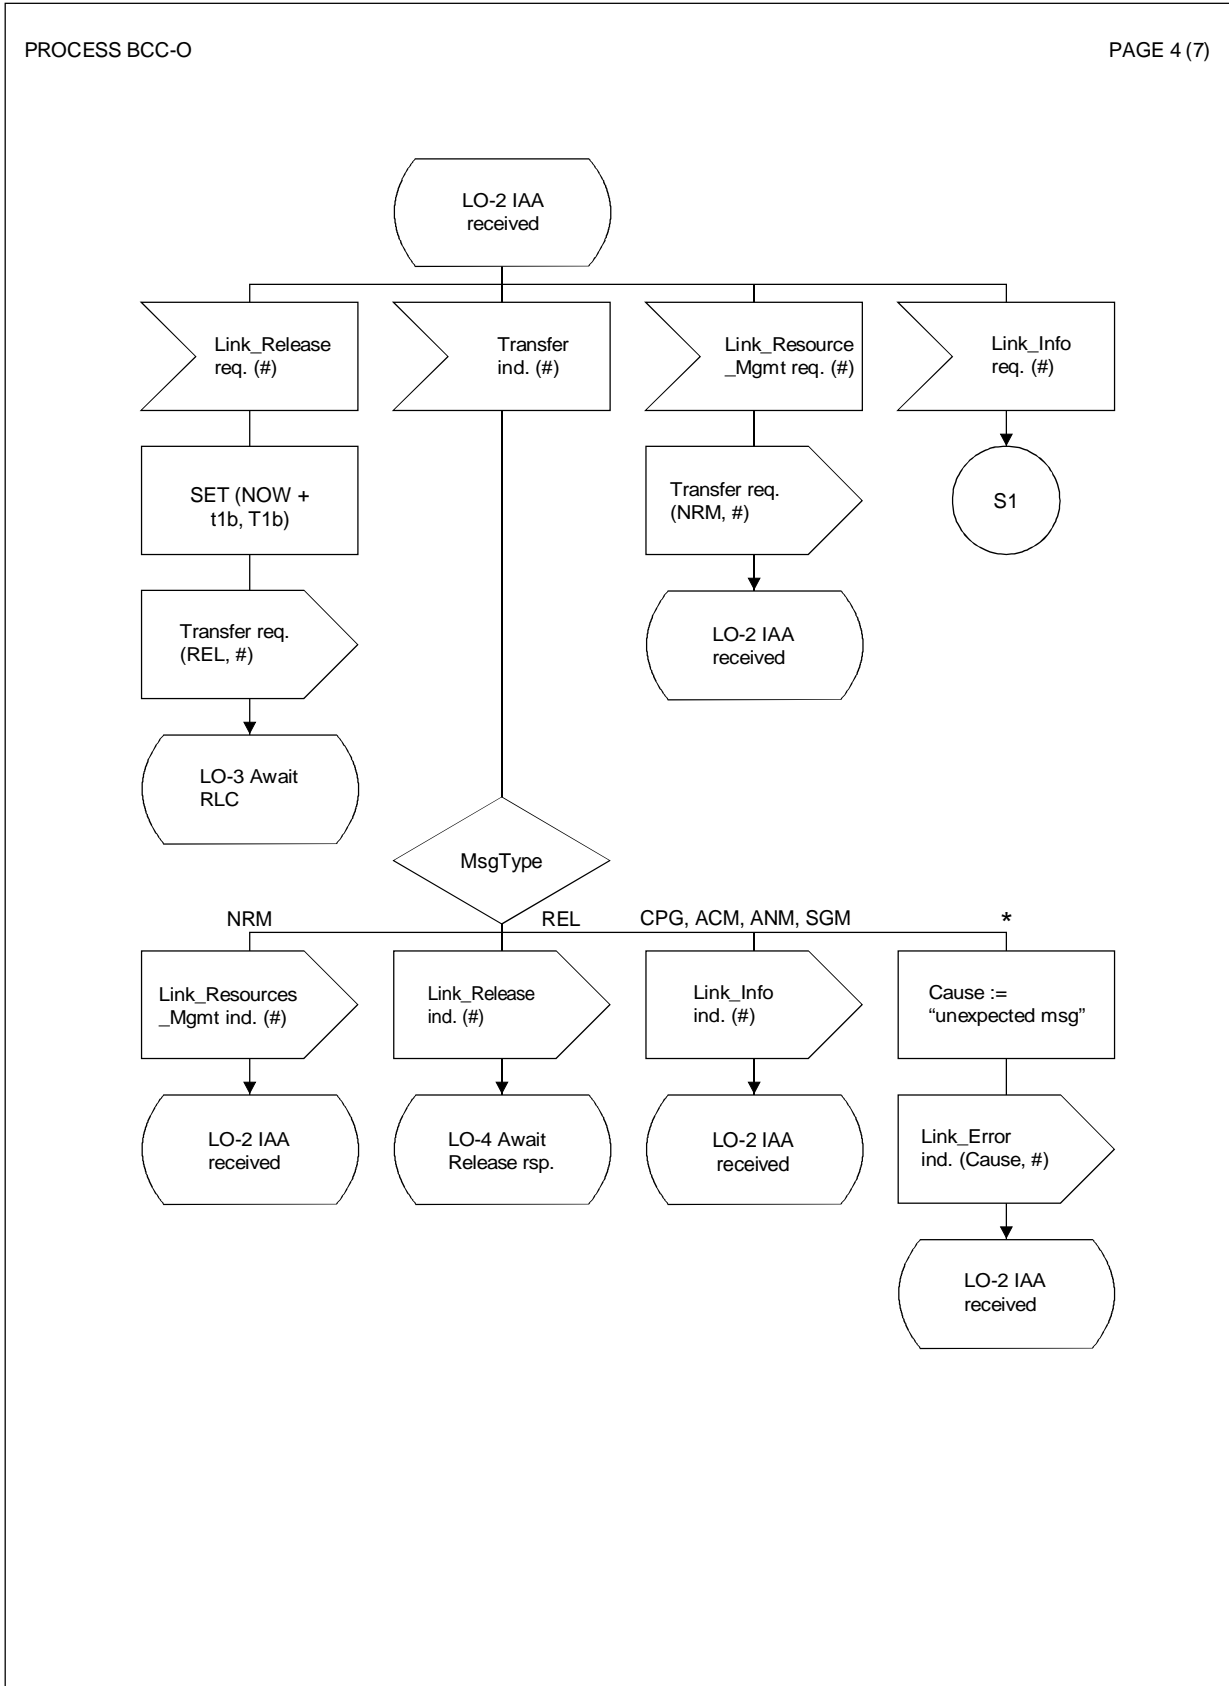 PROCESS BCC-O
PAGE 4 (7)
LO-2 IAA
received
Link_Release
req. (#)
Transfer
ind. (#)
Link_Resource
_Mgmt req. (#)
Link_Info
req. (#)
SET (NOW +
t1b, T1b)
Transfer req.
(NRM, #)
S1
Transfer req.
(REL, #)
LO-2 IAA
received
LO-3 Await
RLC
MsgType
NRM
REL
CPG, ACM, ANM, SGM
*
Link_Resources
_Mgmt ind. (#)
Link_Release
ind. (#)
Link_Info
ind. (#)
Cause :=
“unexpected msg”
LO-2 IAA
received
LO-4 Await
Release rsp.
LO-2 IAA
received
Link_Error
ind. (Cause, #)
LO-2 IAA
received